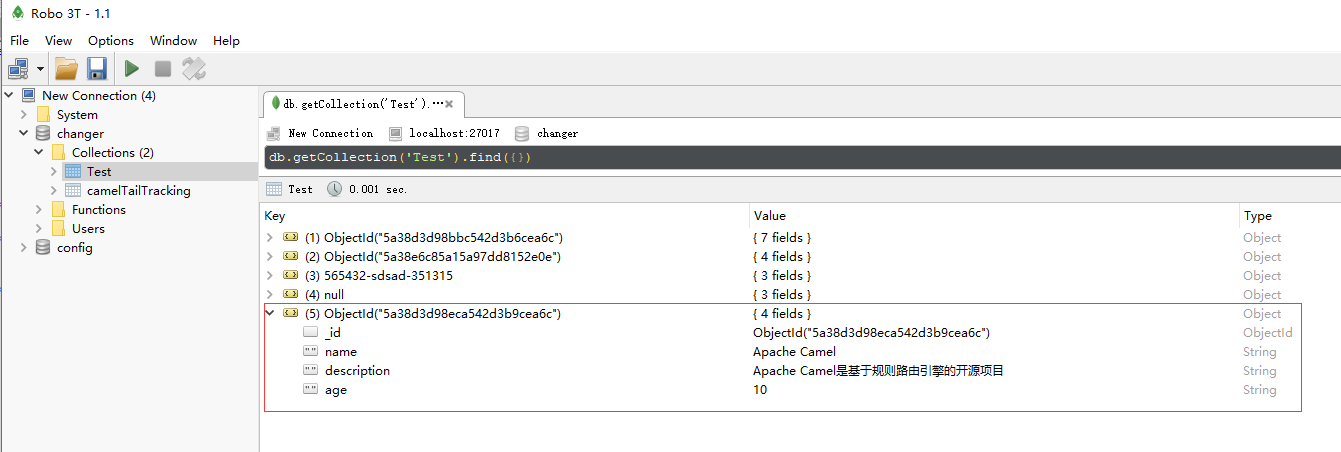 Robo 3T - 1.1
File View Options Window Help
New Connection (4)
System
changer
Collections (2)
Test
camelTailTracking
Functions
Users
config
db.getCollection('Test').⋯
New Connection localhost:27017 changer
db.getCollection('Test').find({})
Test 0.001 sec.
Key Value Type
(1) ObjectId("5a38d3d98bbc542d3b6cea6c") { 7 fields } Object
(2) ObjectId("5a38e6c85a15a97dd8152e0e") { 4 fields } Object
(3) 565432-sdsad-351315 { 3 fields } Object
(4) null { 3 fields } Object
(5) ObjectId("5a38d3d98eca542d3b9cea6c") { 4 fields } Object
_id ObjectId("5a38d3d98eca542d3b9cea6c") ObjectId
name Apache Camel String
description Apache Camel是基于规则路由引擎的开源项目 String
age 10 String